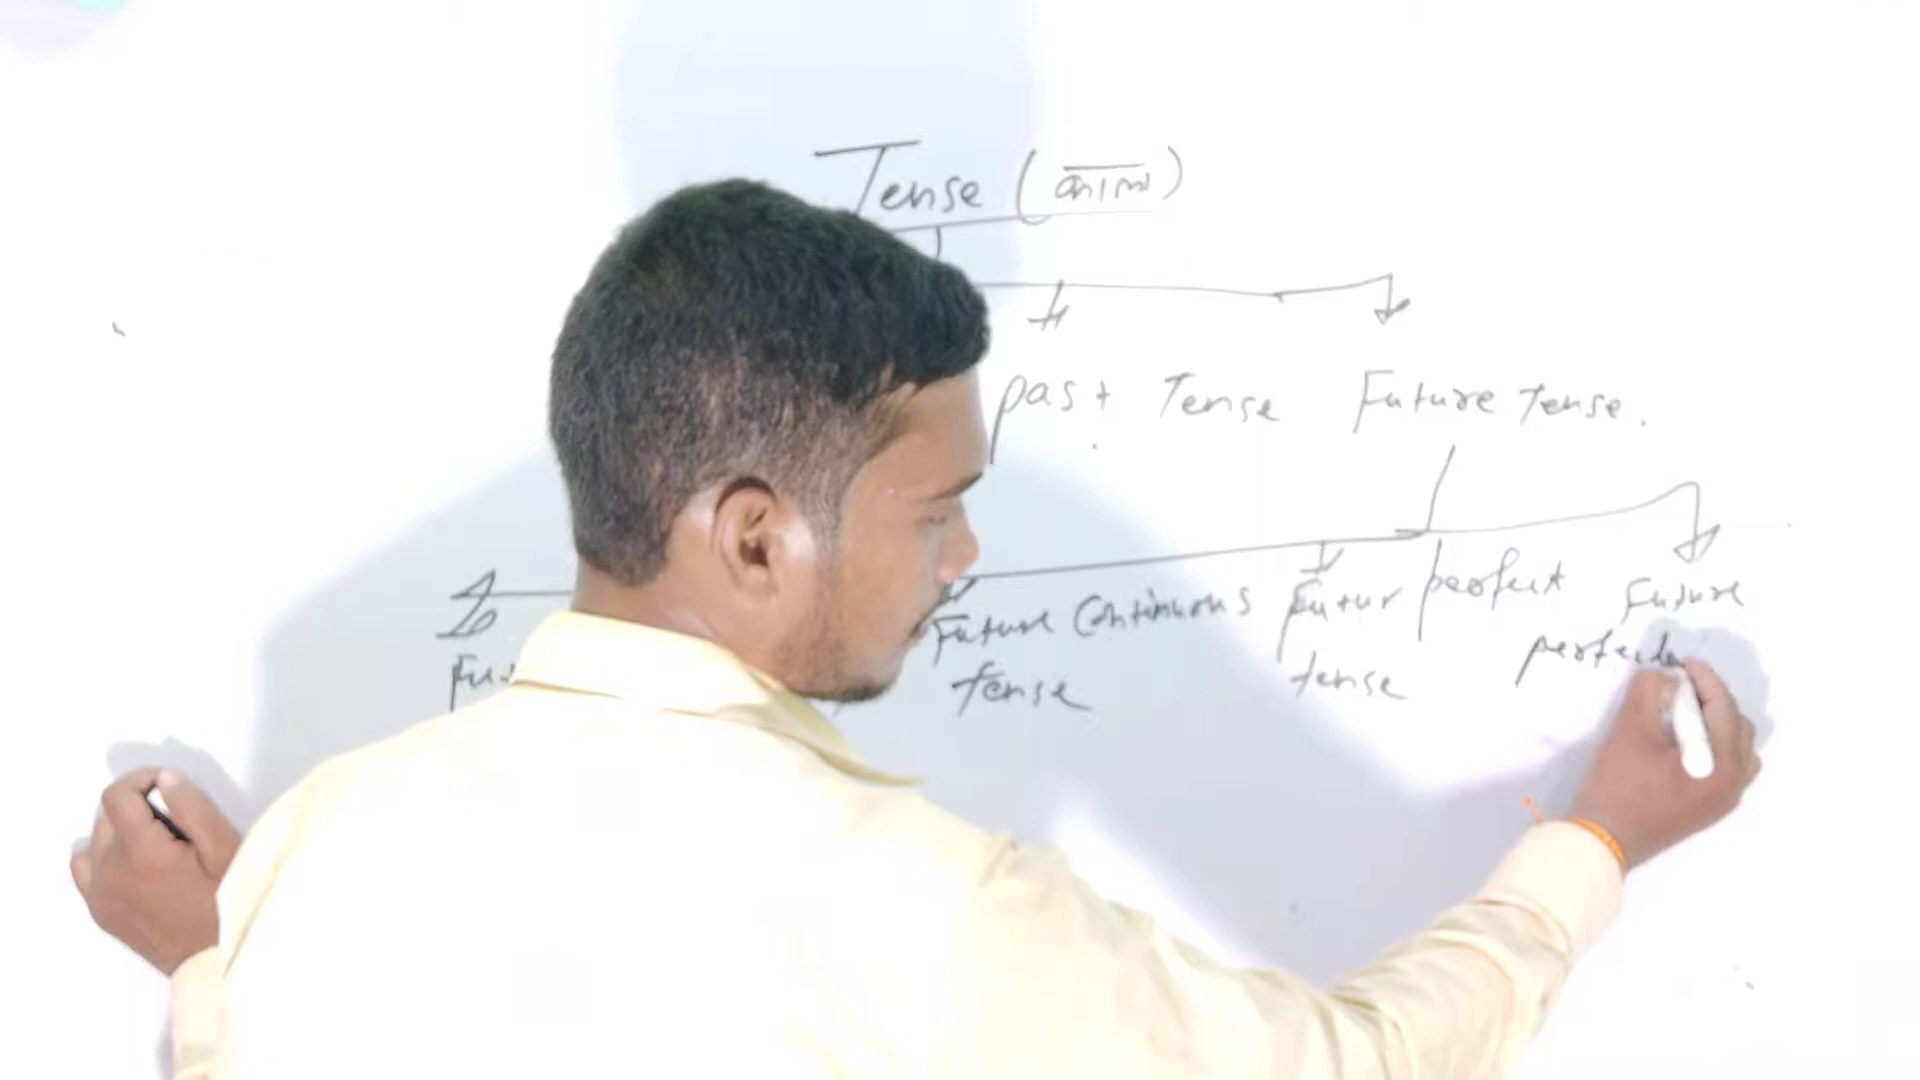 Tense (काल)
past Tense Future tense.
Future Continuous tense
Futur perfect tense
Future perfect